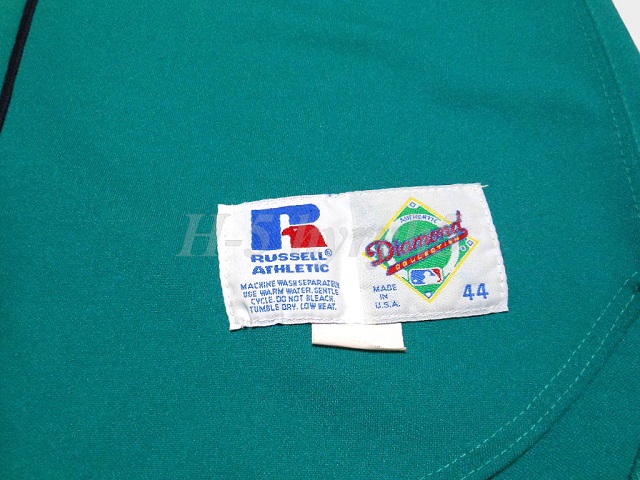 R
RUSSELL®
ATHLETIC
MACHINE WASH SEPARATELY.
USE WARM WATER. GENTLE
CYCLE. DO NOT BLEACH.
TUMBLE DRY. LOW HEAT.
AUTHENTIC
Diamond
COLLECTION
MADE
IN
U.S.A.
44